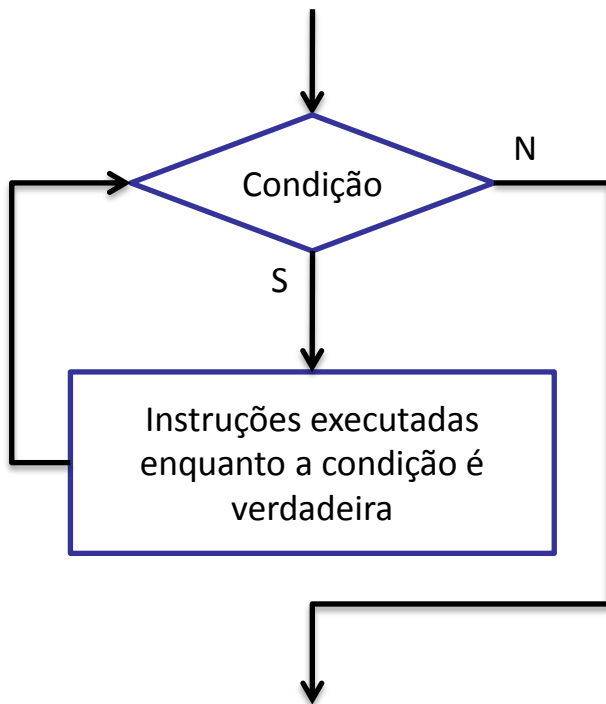 Condição
N
S
Instruções executadas
enquanto a condição é
verdadeira